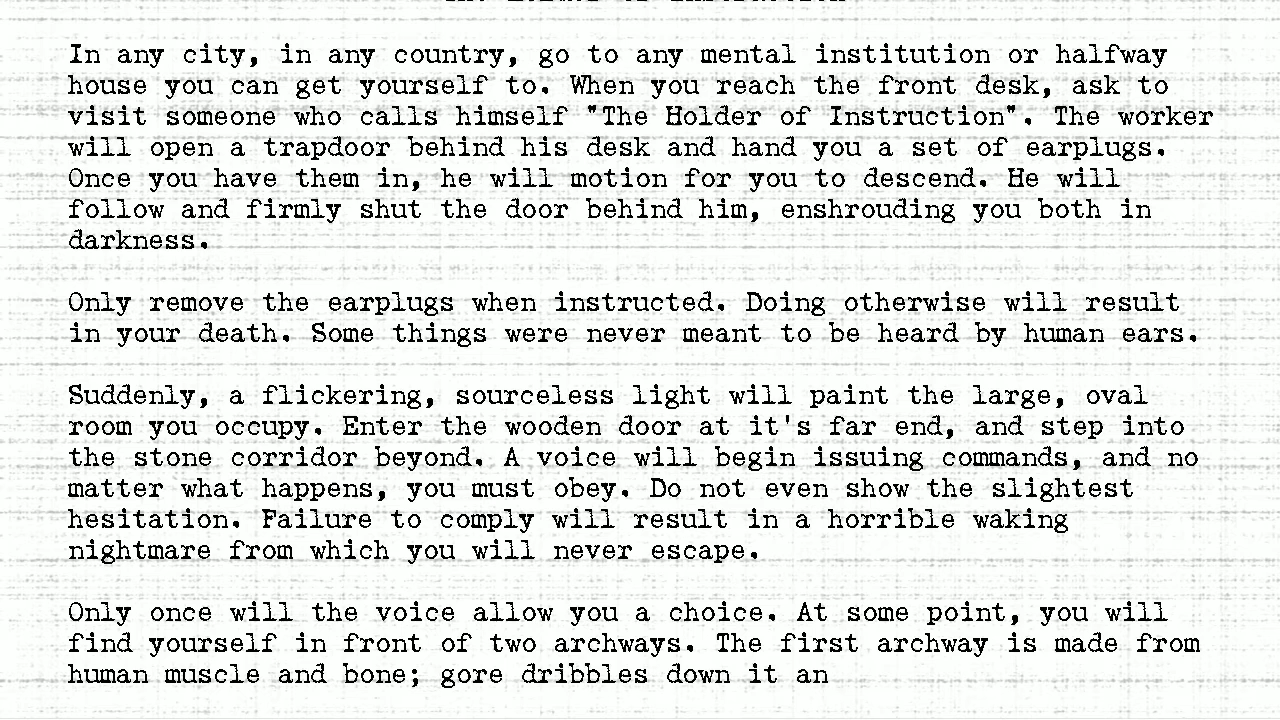 In any city, in any country, go to any mental institution or halfway
house you can get yourself to. When you reach the front desk, ask to
visit someone who calls himself "The Holder of Instruction". The worker
will open a trapdoor behind his desk and hand you a set of earplugs.
Once you have them in, he will motion for you to descend. He will
follow and firmly shut the door behind him, enshrouding you both in
darkness.
Only remove the earplugs when instructed. Doing otherwise will result
in your death. Some things were never meant to be heard by human ears.
Suddenly, a flickering, sourceless light will paint the large, oval
room you occupy. Enter the wooden door at it's far end, and step into
the stone corridor beyond. A voice will begin issuing commands, and no
matter what happens, you must obey. Do not even show the slightest
hesitation. Failure to comply will result in a horrible waking
nightmare from which you will never escape.
Only once will the voice allow you a choice. At some point, you will
find yourself in front of two archways. The first archway is made from
human muscle and bone; gore dribbles down it an